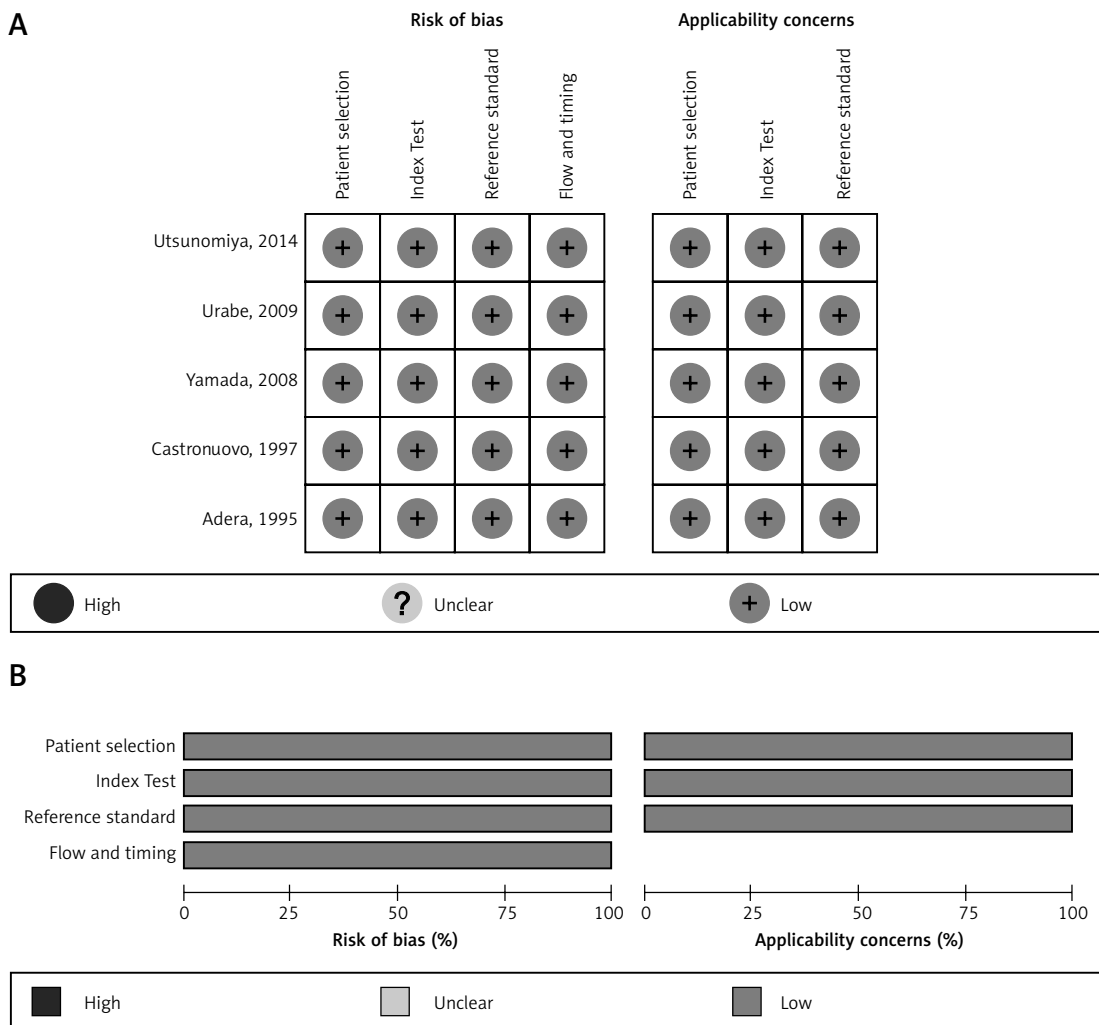 A
Risk of bias
Applicability concerns
Patient selection
Index Test
Reference standard
Flow and timing
Patient selection
Index Test
Reference standard
Utsunomiya, 2014
+ + + + + + +
Urabe, 2009
+ + + + + + +
Yamada, 2008
+ + + + + + +
Castronuovo, 1997
+ + + + + + +
Adera, 1995
+ + + + + + +
High
? Unclear
+ Low
B
Patient selection
Index Test
Reference standard
Flow and timing
0 25 50 75 100
0 25 50 75 100
Risk of bias (%)
Applicability concerns (%)
High
Unclear
Low